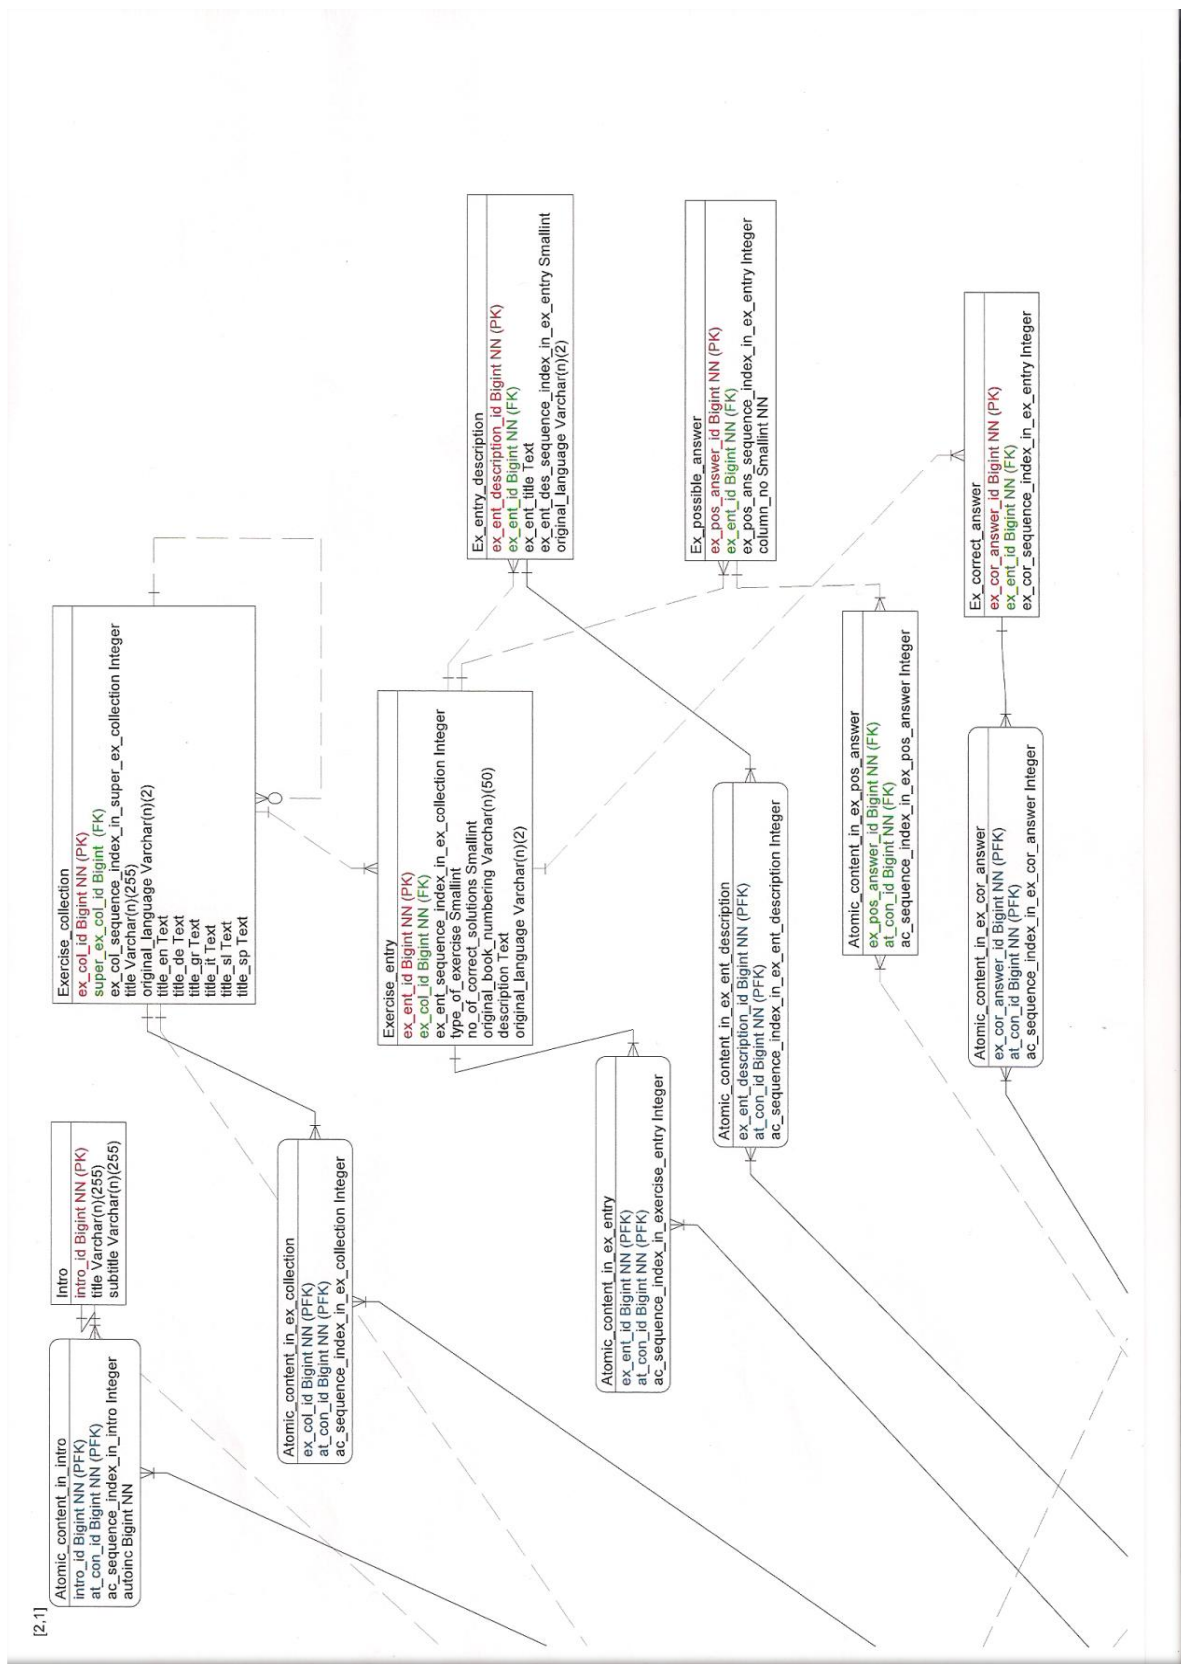 [2,1]
Atomic_content_in_intro
intro_id Bigint NN (PFK)
at_con_id Bigint NN (PFK)
ac_sequence_index_in_intro Integer
autoinc Bigint NN
Intro
intro_id Bigint NN (PK)
title Varchar(n)(255)
subtitle Varchar(n)(255)
Exercise_collection
ex_col_id Bigint NN (PK)
super_ex_col_id Bigint (FK)
ex_col_sequence_index_in_super_ex_collection Integer
title Varchar(n)(255)
original_language Varchar(n)(2)
title_en Text
title_de Text
title_gr Text
title_it Text
title_sl Text
title_sp Text
Atomic_content_in_ex_collection
ex_col_id Bigint NN (PFK)
at_con_id Bigint NN (PFK)
ac_sequence_index_in_ex_collection Integer
Exercise_entry
ex_ent_id Bigint NN (PK)
ex_col_id Bigint NN (FK)
ex_ent_sequence_index_in_ex_collection Integer
type_of_exercise Smallint
no_of_correct_solutions Smallint
original_book_numbering Varchar(n)(50)
description Text
original_language Varchar(n)(2)
Ex_entry_description
ex_ent_description_id Bigint NN (PK)
ex_ent_id Bigint NN (FK)
ex_ent_title Text
ex_ent_des_sequence_index_in_ex_entry Smallint
original_language Varchar(n)(2)
Atomic_content_in_ex_entry
ex_ent_id Bigint NN (PFK)
at_con_id Bigint NN (PFK)
ac_sequence_index_in_exercise_entry Integer
Atomic_content_in_ex_ent_description
ex_ent_description_id Bigint NN (PFK)
at_con_id Bigint NN (PFK)
ac_sequence_index_in_ex_ent_description Integer
Ex_possible_answer
ex_pos_answer_id Bigint NN (PK)
ex_ent_id Bigint NN (FK)
ex_pos_ans_sequence_index_in_ex_entry Integer
column_no Smallint NN
Atomic_content_in_ex_pos_answer
ex_pos_answer_id Bigint NN (FK)
at_con_id Bigint NN (FK)
ac_sequence_index_in_ex_pos_answer Integer
Atomic_content_in_ex_cor_answer
ex_cor_answer_id Bigint NN (PFK)
at_con_id Bigint NN (PFK)
ac_sequence_index_in_ex_cor_answer Integer
Ex_correct_answer
ex_cor_answer_id Bigint NN (PK)
ex_ent_id Bigint NN (FK)
ex_cor_sequence_index_in_ex_entry Integer